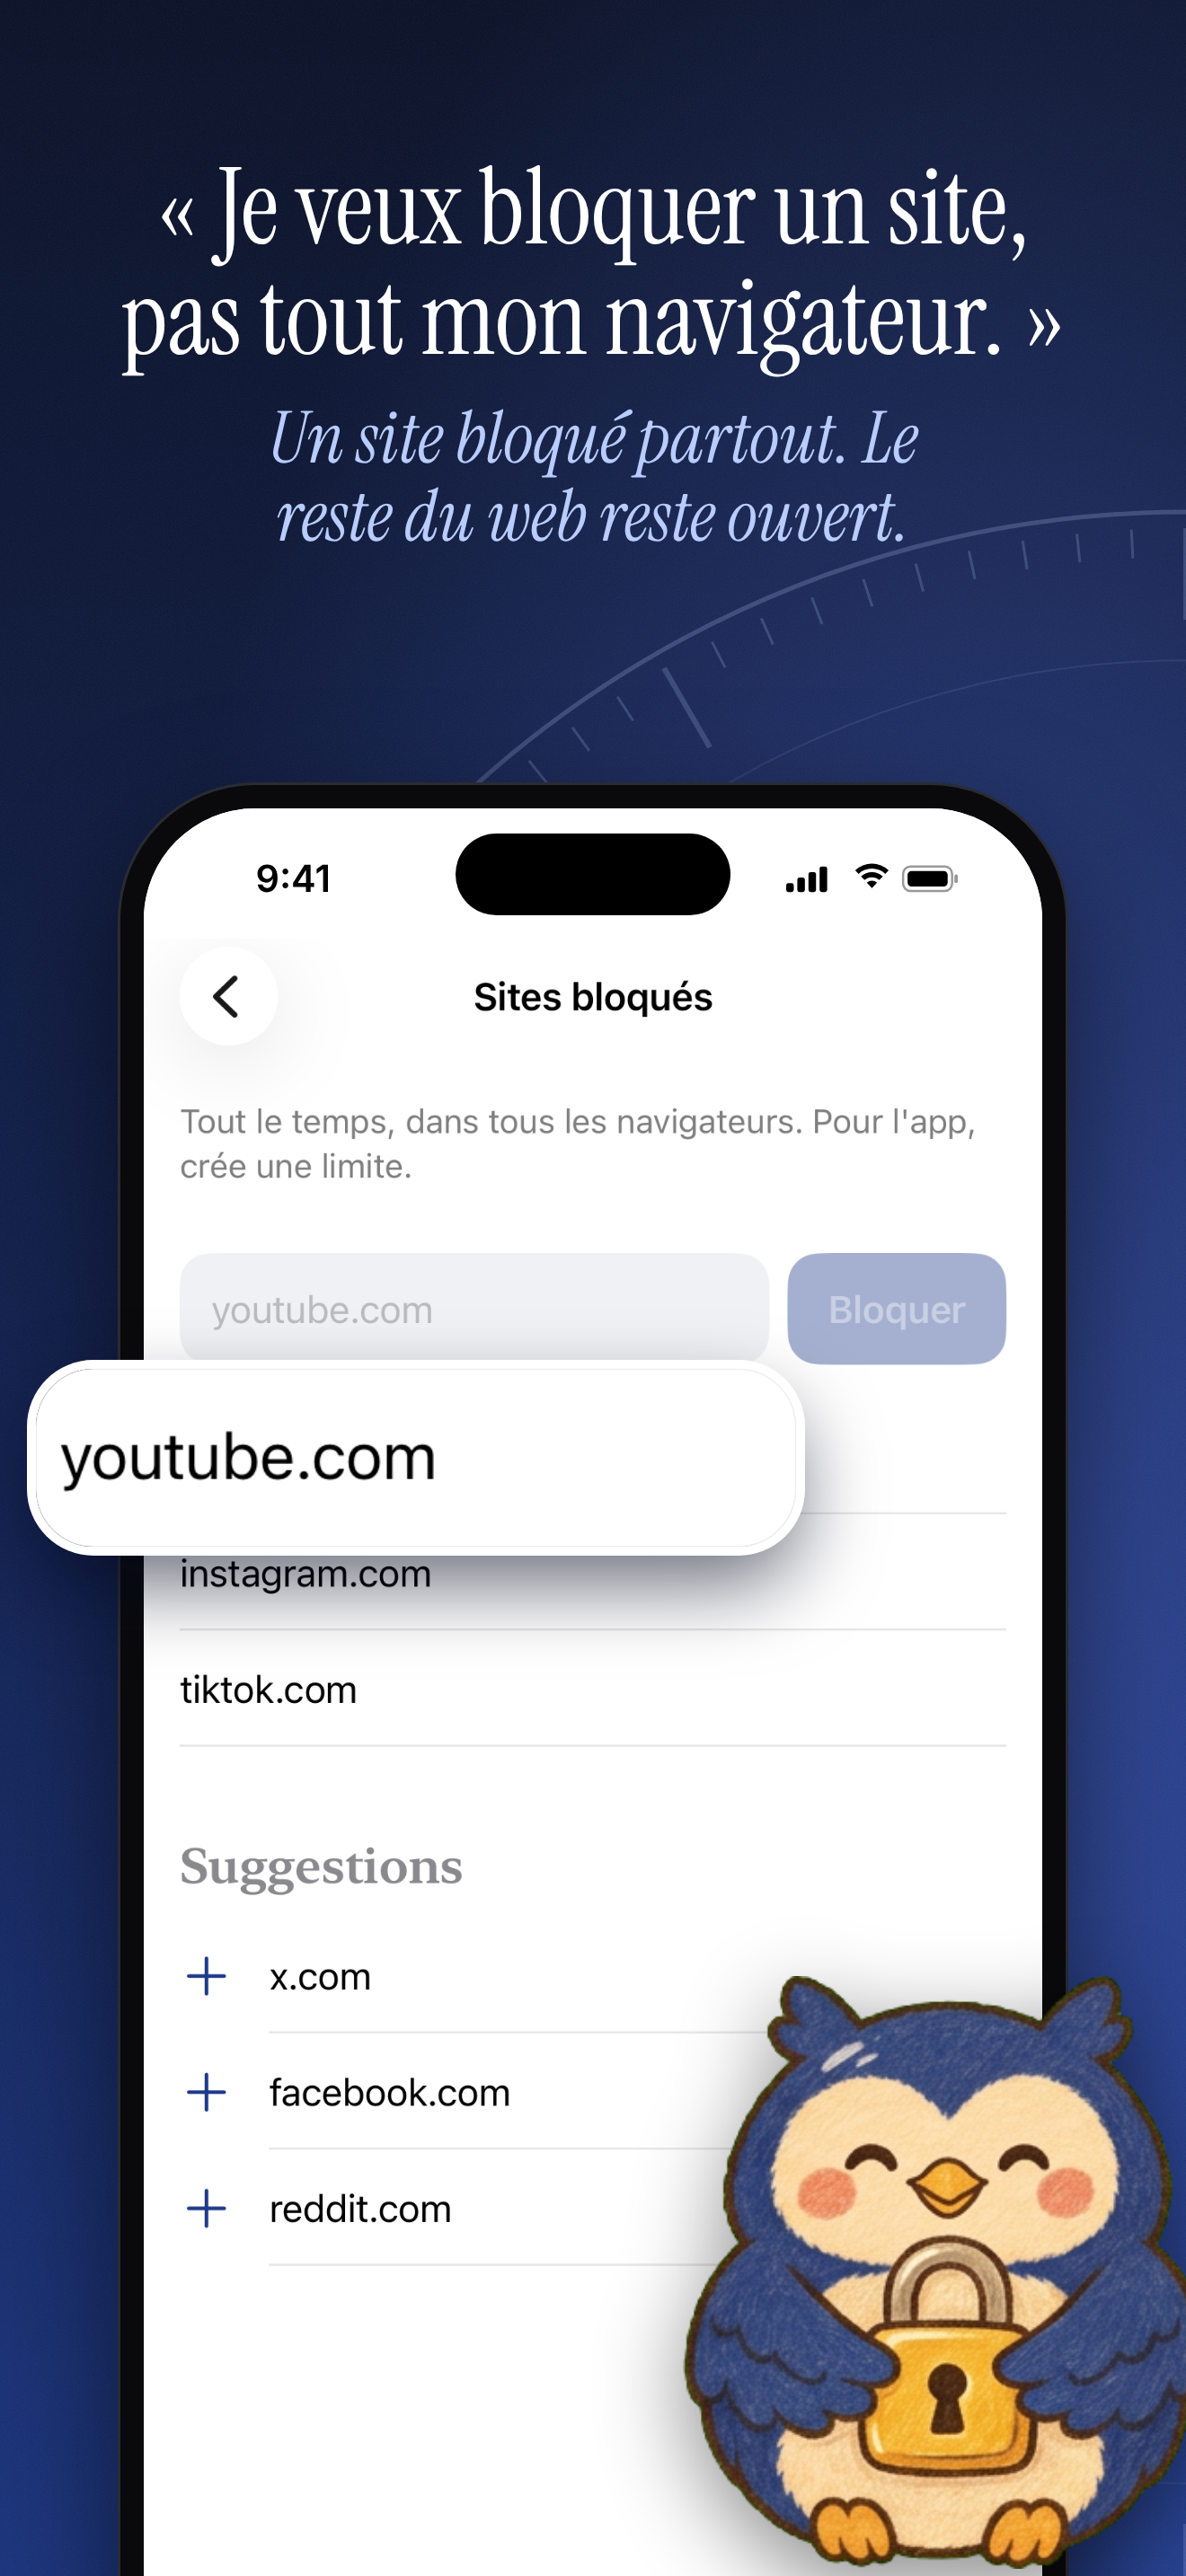 « Je veux bloquer un site,
pas tout mon navigateur. »
Un site bloqué partout. Le
reste du web reste ouvert.
9:41
Sites bloqués
Tout le temps, dans tous les navigateurs. Pour l'app,
crée une limite.
youtube.com
Bloquer
youtube.com
instagram.com
tiktok.com
Suggestions
x.com
facebook.com
reddit.com